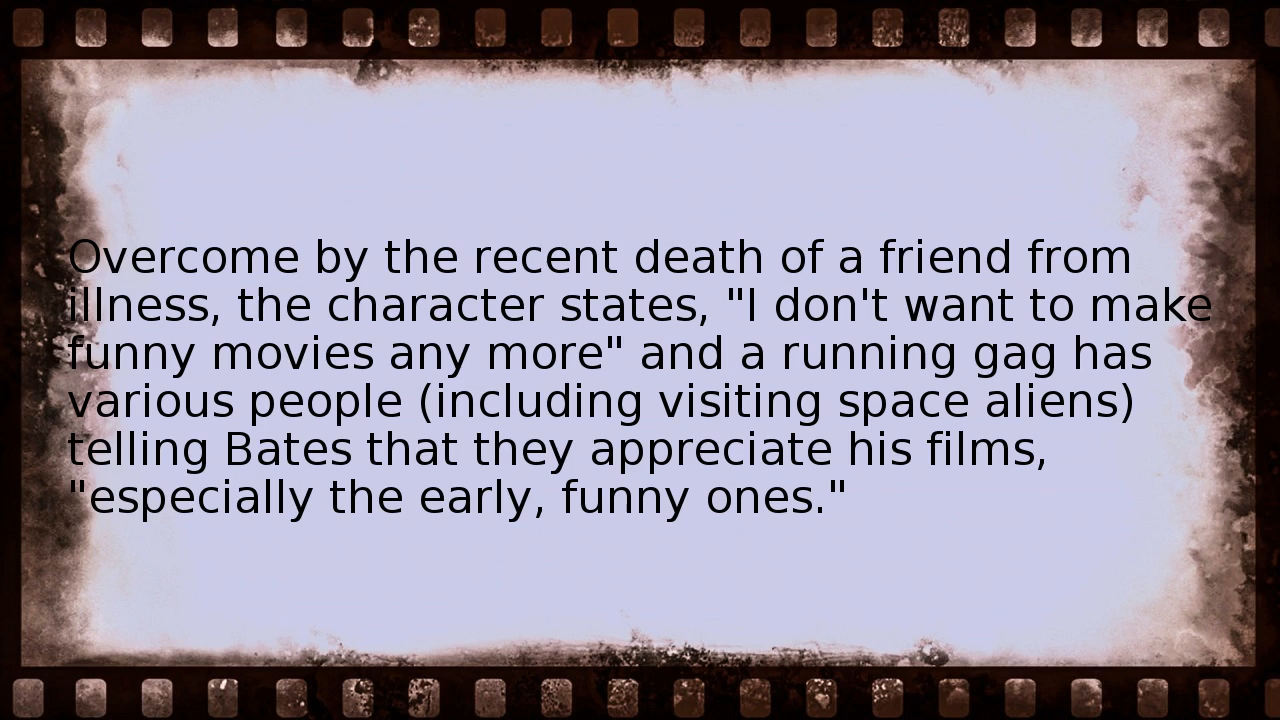 Overcome by the recent death of a friend from
illness, the character states, "I don't want to make
funny movies any more" and a running gag has
various people (including visiting space aliens)
telling Bates that they appreciate his films,
"especially the early, funny ones."